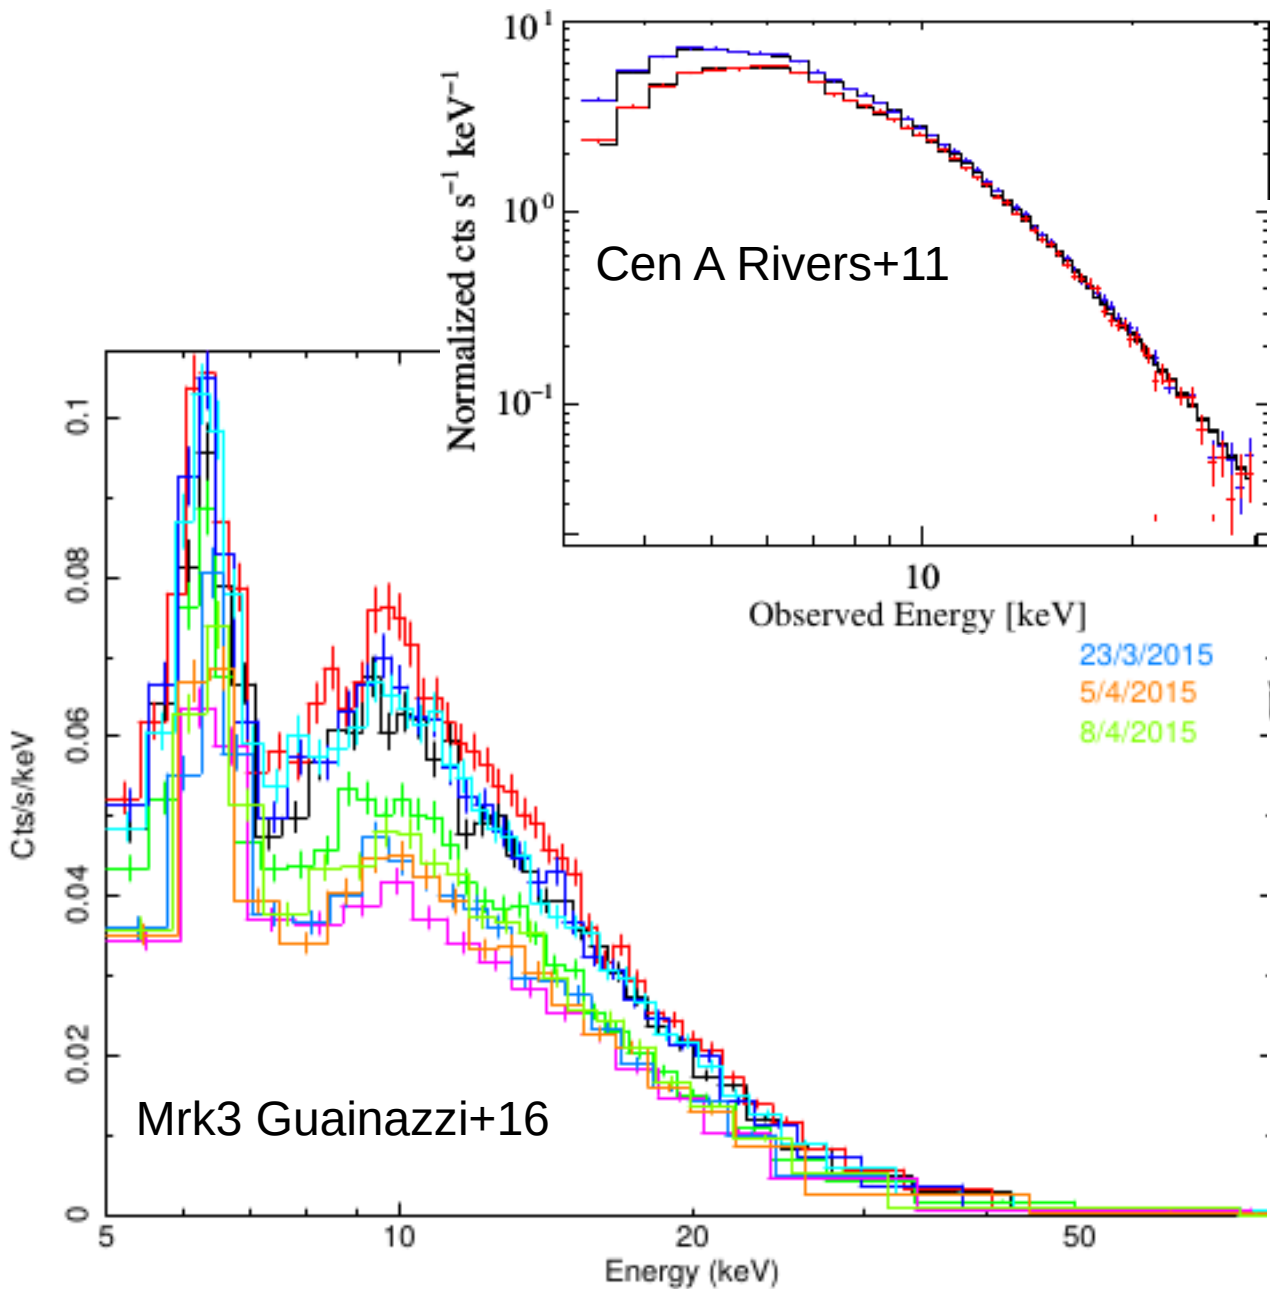 10¹
10⁰
10⁻¹
Normalized cts s⁻¹ keV⁻¹
Cen A Rivers+11
10
Observed Energy [keV]
23/3/2015
5/4/2015
8/4/2015
0.1
0.08
0.06
0.04
0.02
0
Cts/s/keV
Mrk3 Guainazzi+16
5
10
20
50
Energy (keV)